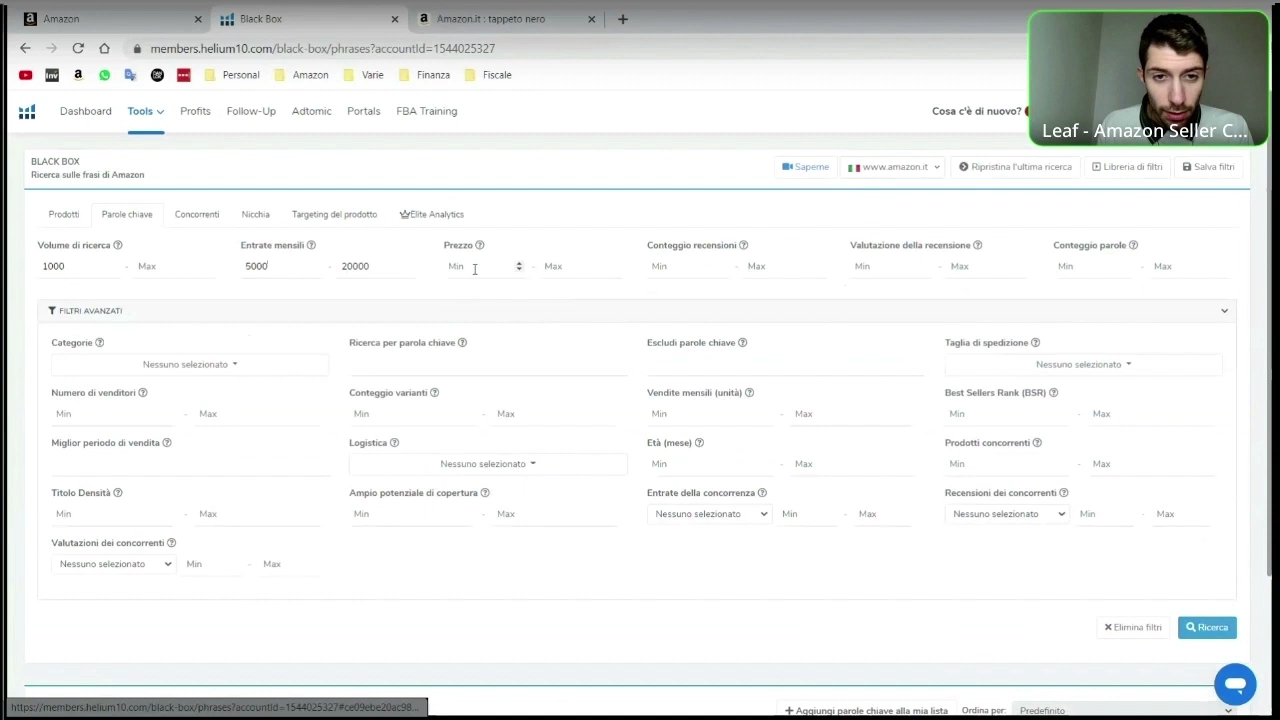 Amazon
Black Box
Amazon.it : tappeto nero
members.helium10.com/black-box/phrases?accountId=1544025327
Personal
Amazon
Varie
Finanza
Fiscale
Dashboard
Tools
Profits
Follow-Up
Adtomic
Portals
FBA Training
Cosa c'è di nuovo?
Leaf - Amazon Seller C...
BLACK BOX
Ricerca sulle frasi di Amazon
Saperne
www.amazon.it
Ripristina l'ultima ricerca
Libreria di filtri
Salva filtri
Prodotti
Parole chiave
Concorrenti
Nicchia
Targeting del prodotto
Elite Analytics
Volume di ricerca
Entrate mensili
Prezzo
Conteggio recensioni
Valutazione della recensione
Conteggio parole
1000 - Max
5000 - 20000
Min - Max
Min - Max
Min - Max
Min - Max
FILTRI AVANZATI
Categorie
Ricerca per parola chiave
Escludi parole chiave
Taglia di spedizione
Nessuno selezionato
Nessuno selezionato
Numero di venditori
Conteggio varianti
Vendite mensili (unità)
Best Sellers Rank (BSR)
Min - Max
Min - Max
Min - Max
Min - Max
Miglior periodo di vendita
Logistica
Età (mese)
Prodotti concorrenti
Nessuno selezionato
Min - Max
Min - Max
Titolo Densità
Ampio potenziale di copertura
Entrate della concorrenza
Recensioni dei concorrenti
Min - Max
Min - Max
Nessuno selezionato Min - Max
Nessuno selezionato Min - Max
Valutazioni dei concorrenti
Nessuno selezionato Min - Max
Elimina filtri
Ricerca
https://members.helium10.com/black-box/phrases?accountId=1544025327#ce09ebe20ac98...
+ Aggiungi parole chiave alla mia lista
Ordina per:
Predefinito